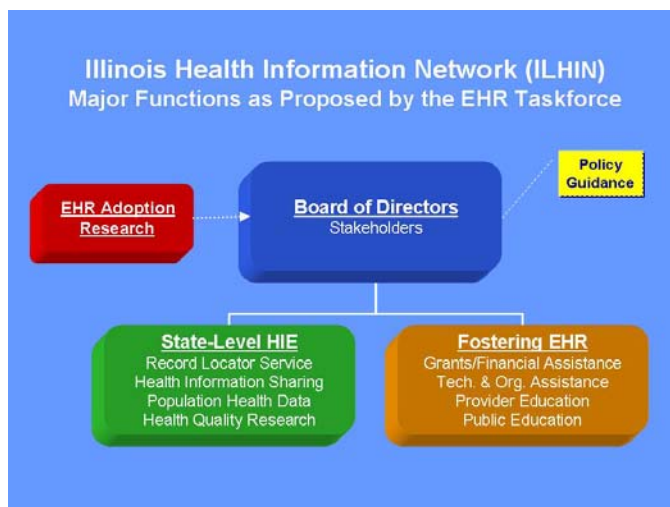 Illinois Health Information Network (ILHIN)
Major Functions as Proposed by the EHR Taskforce
Policy
Guidance
EHR Adoption
Research
Board of Directors
Stakeholders
State-Level HIE
Record Locator Service
Health Information Sharing
Population Health Data
Health Quality Research
Fostering EHR
Grants/Financial Assistance
Tech. & Org. Assistance
Provider Education
Public Education